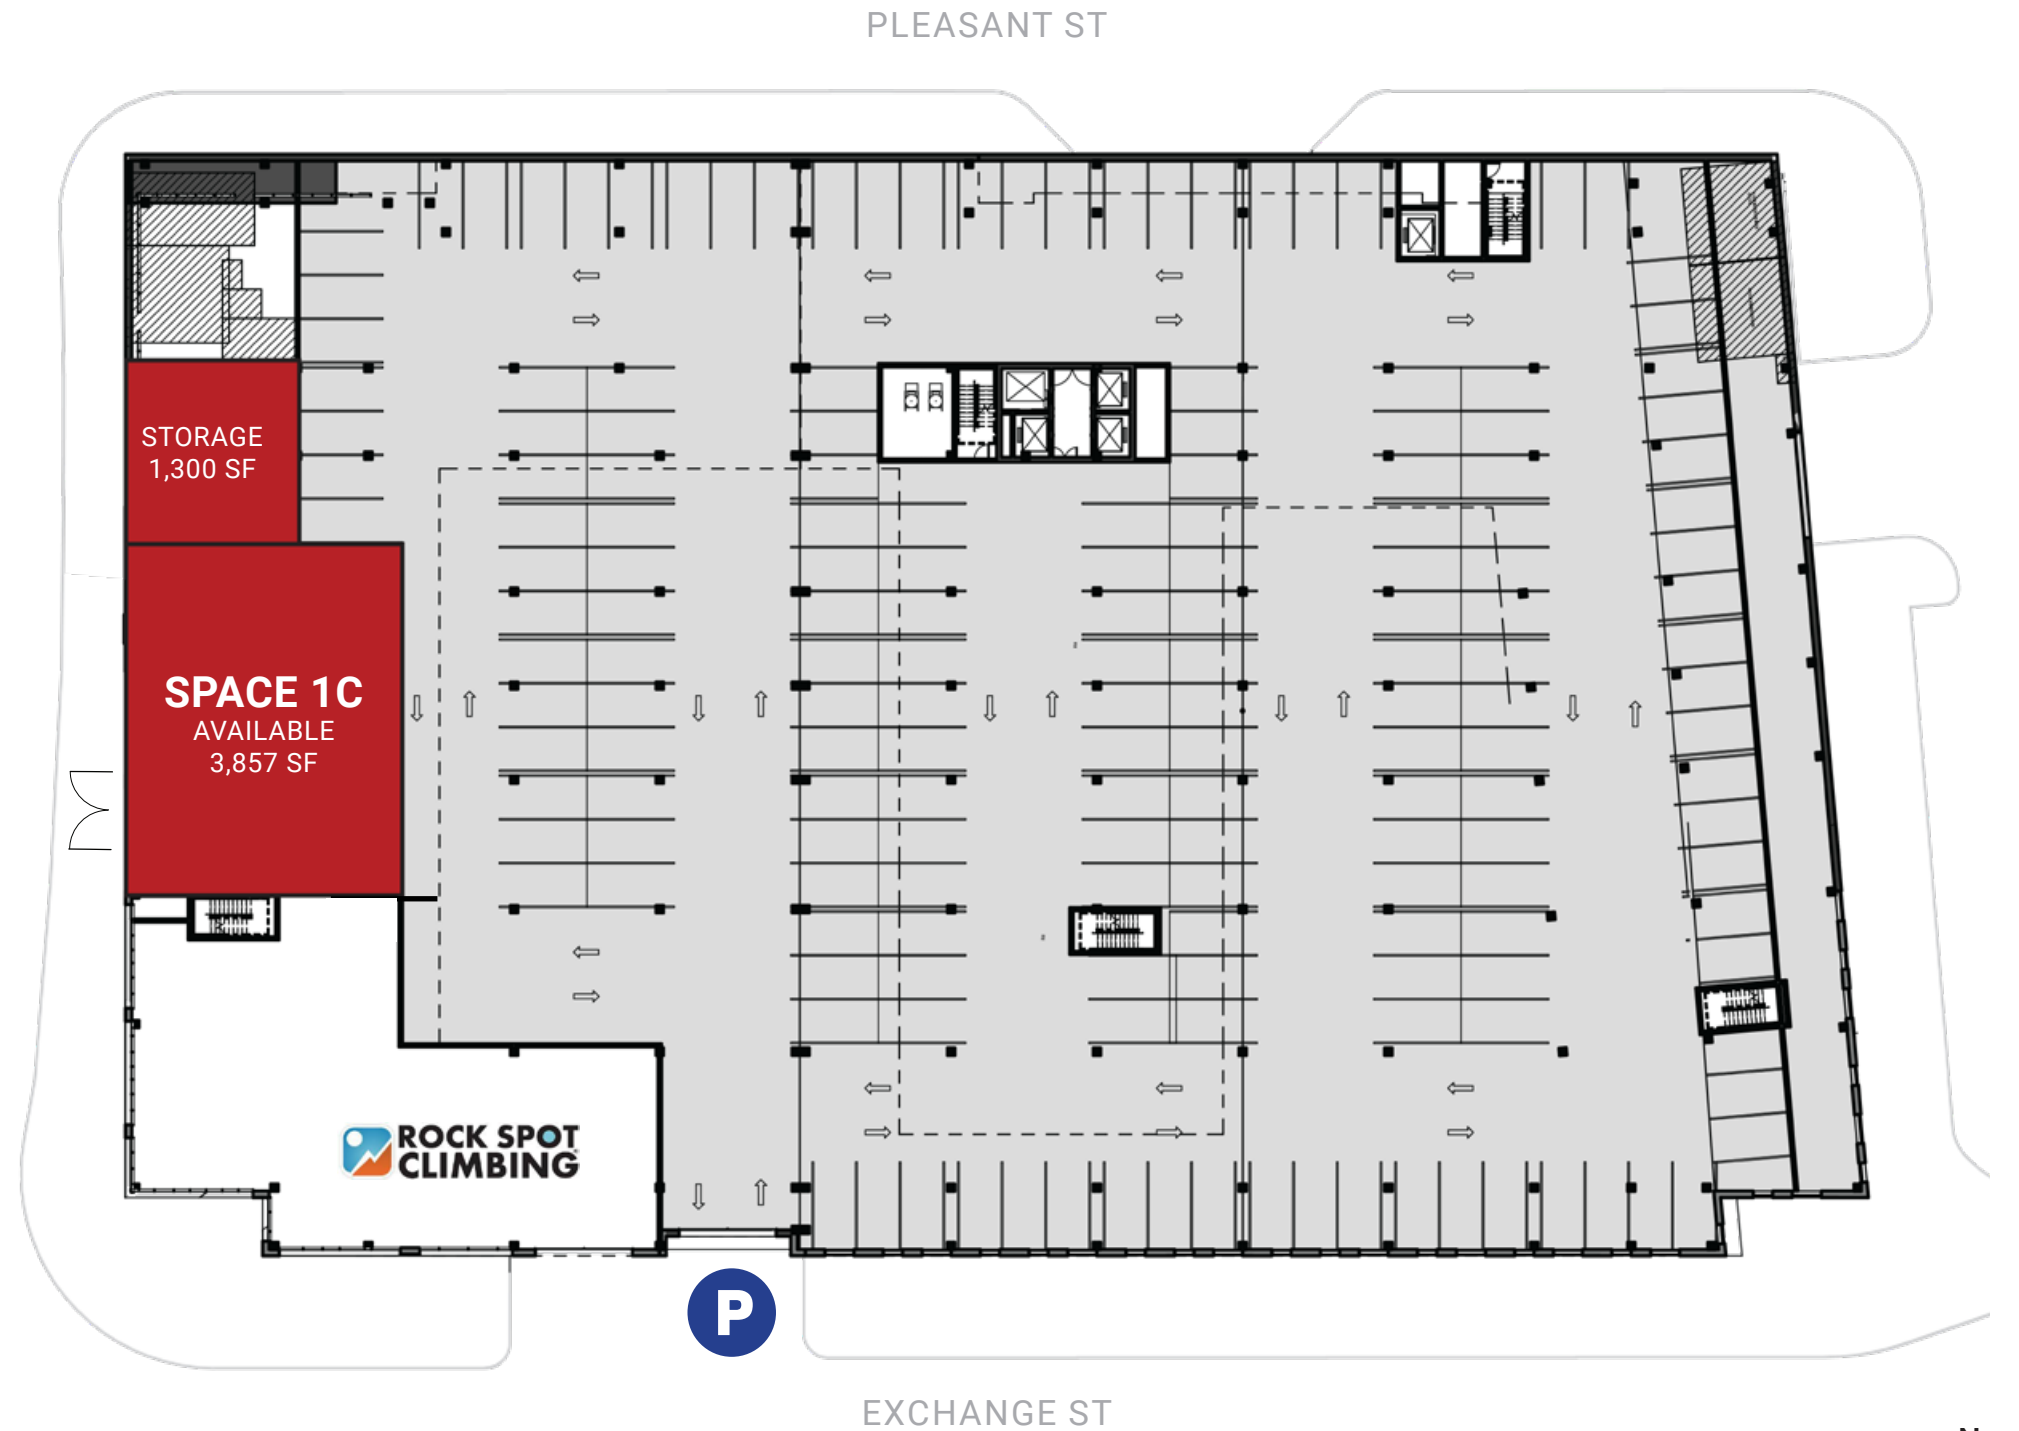 PLEASANT ST
STORAGE
1,300 SF
SPACE 1C
AVAILABLE
3,857 SF
ROCK SPOT
CLIMBING
P
EXCHANGE ST